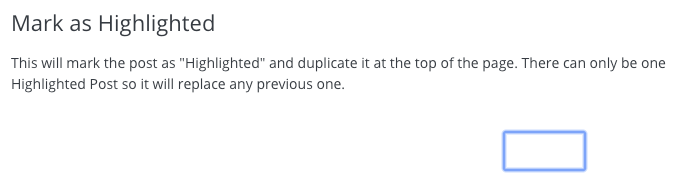 Mark as Highlighted
This will mark the post as "Highlighted" and duplicate it at the top of the page. There can only be one
Highlighted Post so it will replace any previous one.